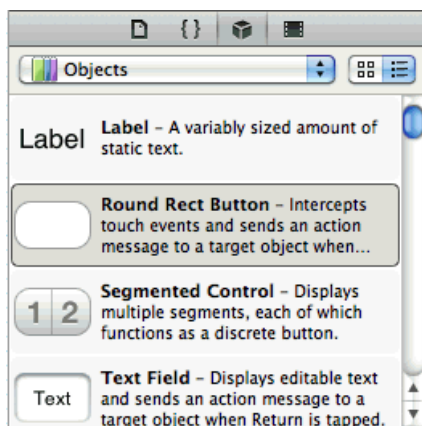 { }
Objects
Label
Label – A variably sized amount of
static text.
Round Rect Button – Intercepts
touch events and sends an action
message to a target object when...
1 2
Segmented Control – Displays
multiple segments, each of which
functions as a discrete button.
Text
Text Field – Displays editable text
and sends an action message to a
target object when Return is tapped.